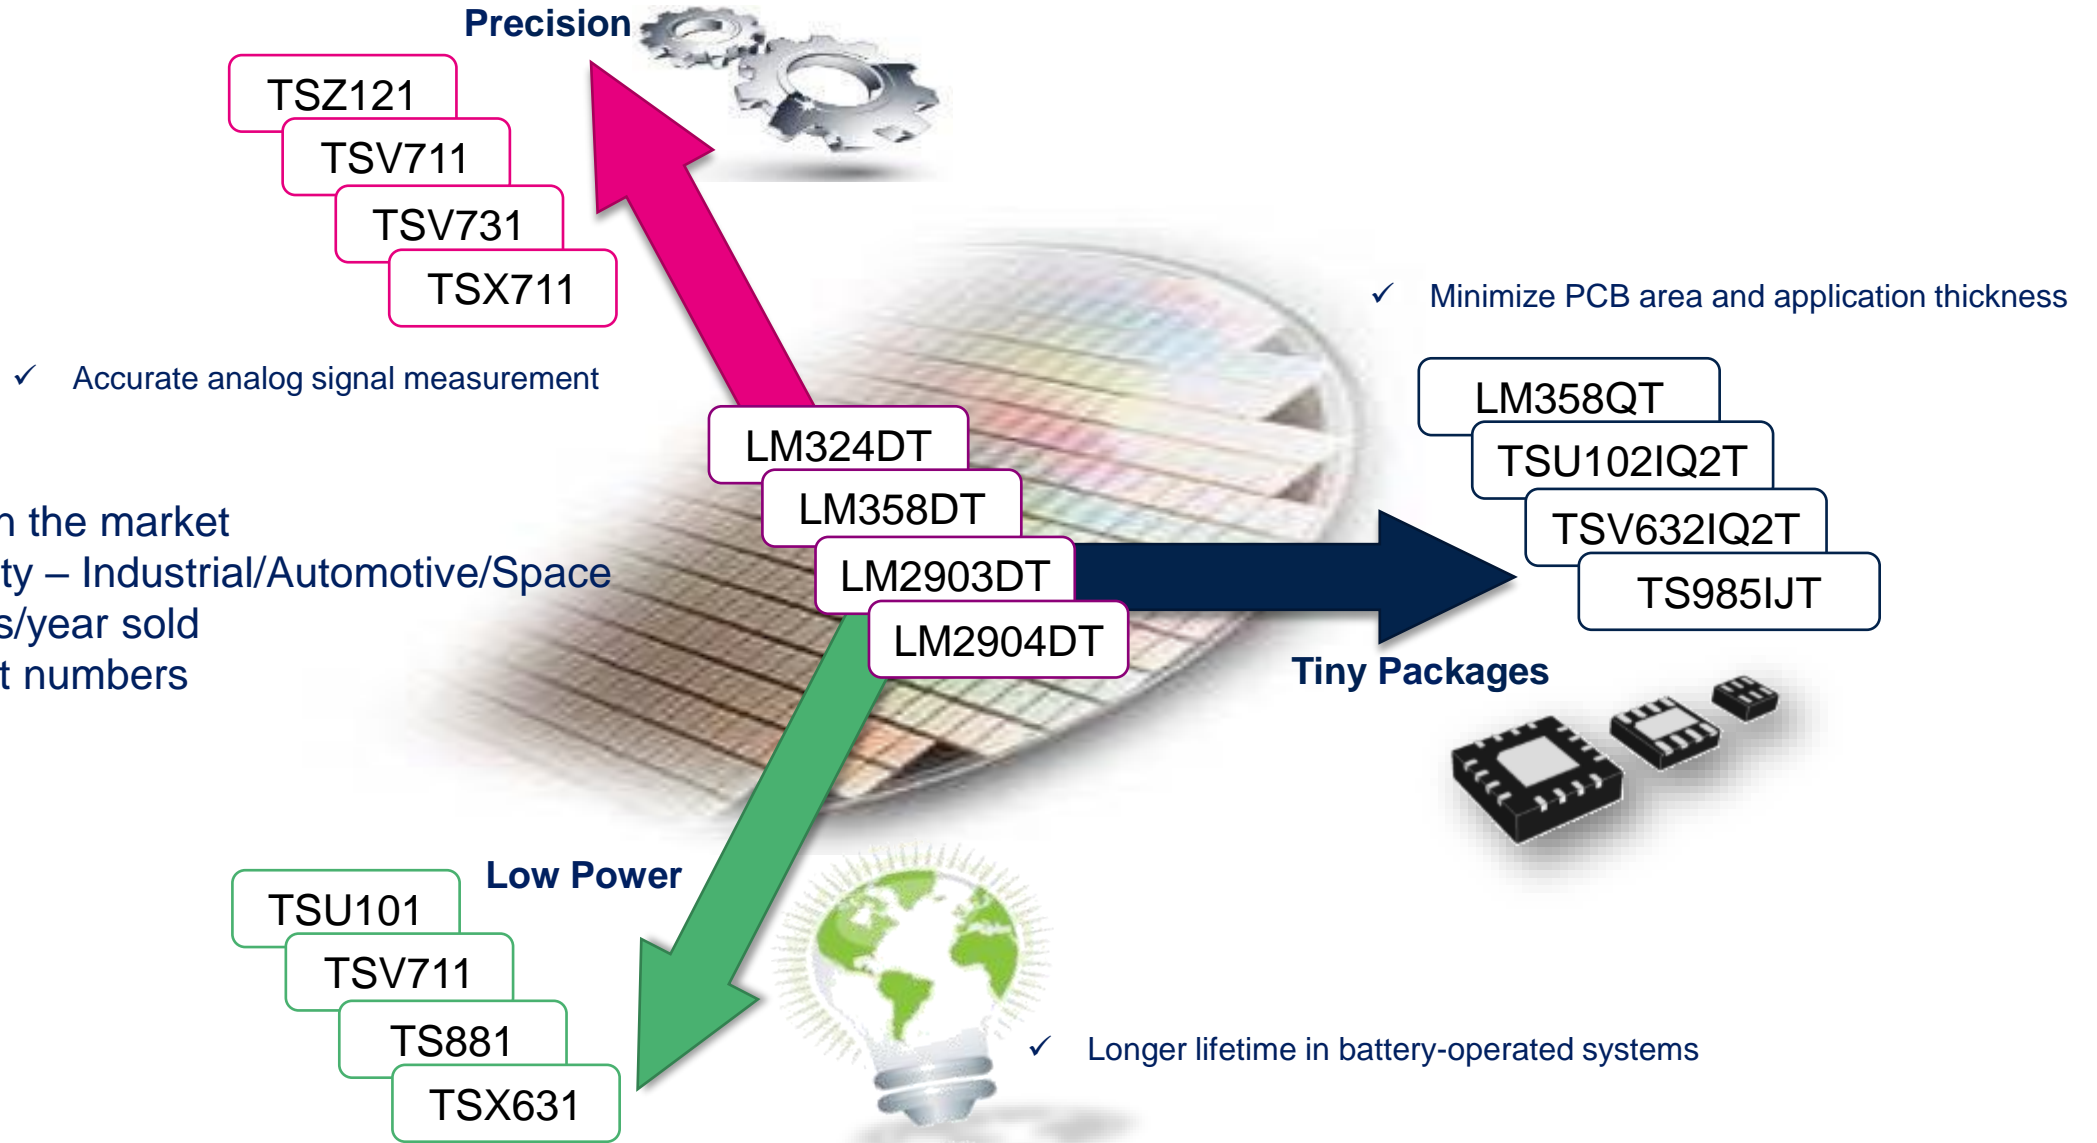 Precision
TSZ121
TSV711
TSV731
TSX711
✓ Accurate analog signal measurement
✓ Minimize PCB area and application thickness
LM358QT
TSU102IQ2T
TSV632IQ2T
TS985IJT
Tiny Packages
LM324DT
LM358DT
LM2903DT
LM2904DT
the market
– Industrial/Automotive/Space
/year sold
numbers
Low Power
TSU101
TSV711
TS881
TSX631
✓ Longer lifetime in battery-operated systems